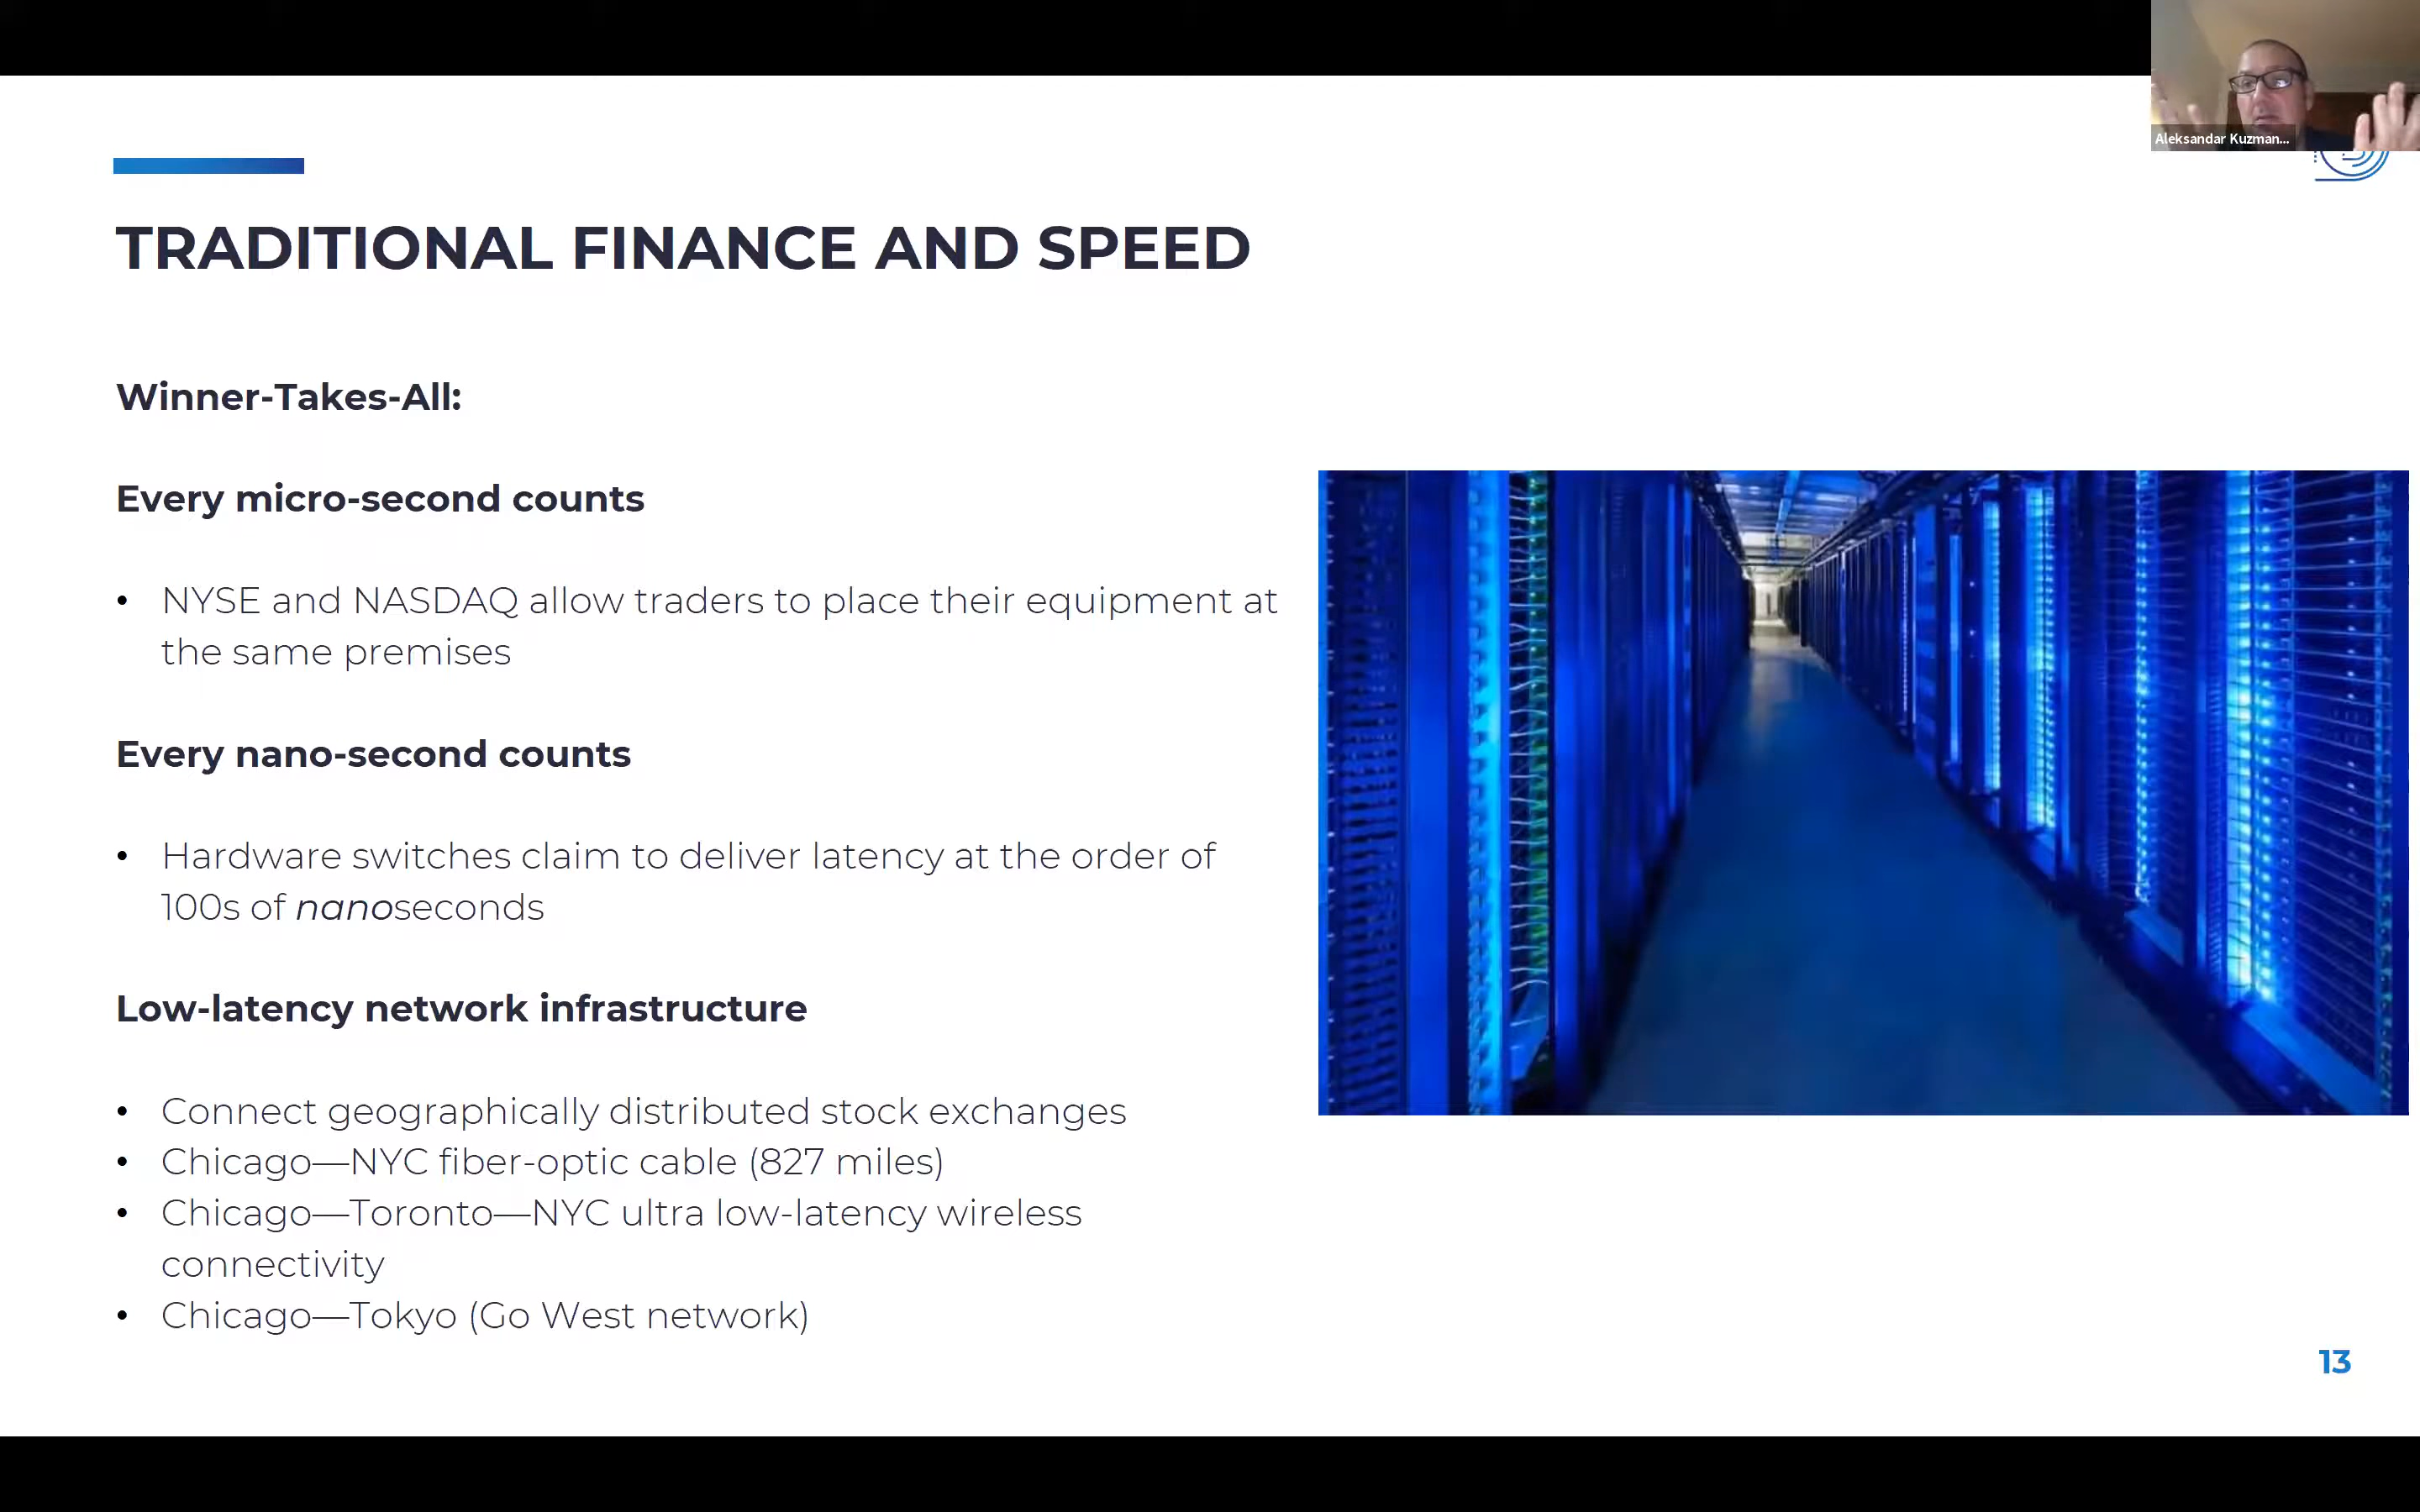 Aleksandar Kuzman...
TRADITIONAL FINANCE AND SPEED
Winner-Takes-All:
Every micro-second counts
• NYSE and NASDAQ allow traders to place their equipment at
the same premises
Every nano-second counts
• Hardware switches claim to deliver latency at the order of
100s of nanoseconds
Low-latency network infrastructure
• Connect geographically distributed stock exchanges
• Chicago—NYC fiber-optic cable (827 miles)
• Chicago—Toronto—NYC ultra low-latency wireless
connectivity
• Chicago—Tokyo (Go West network)
13